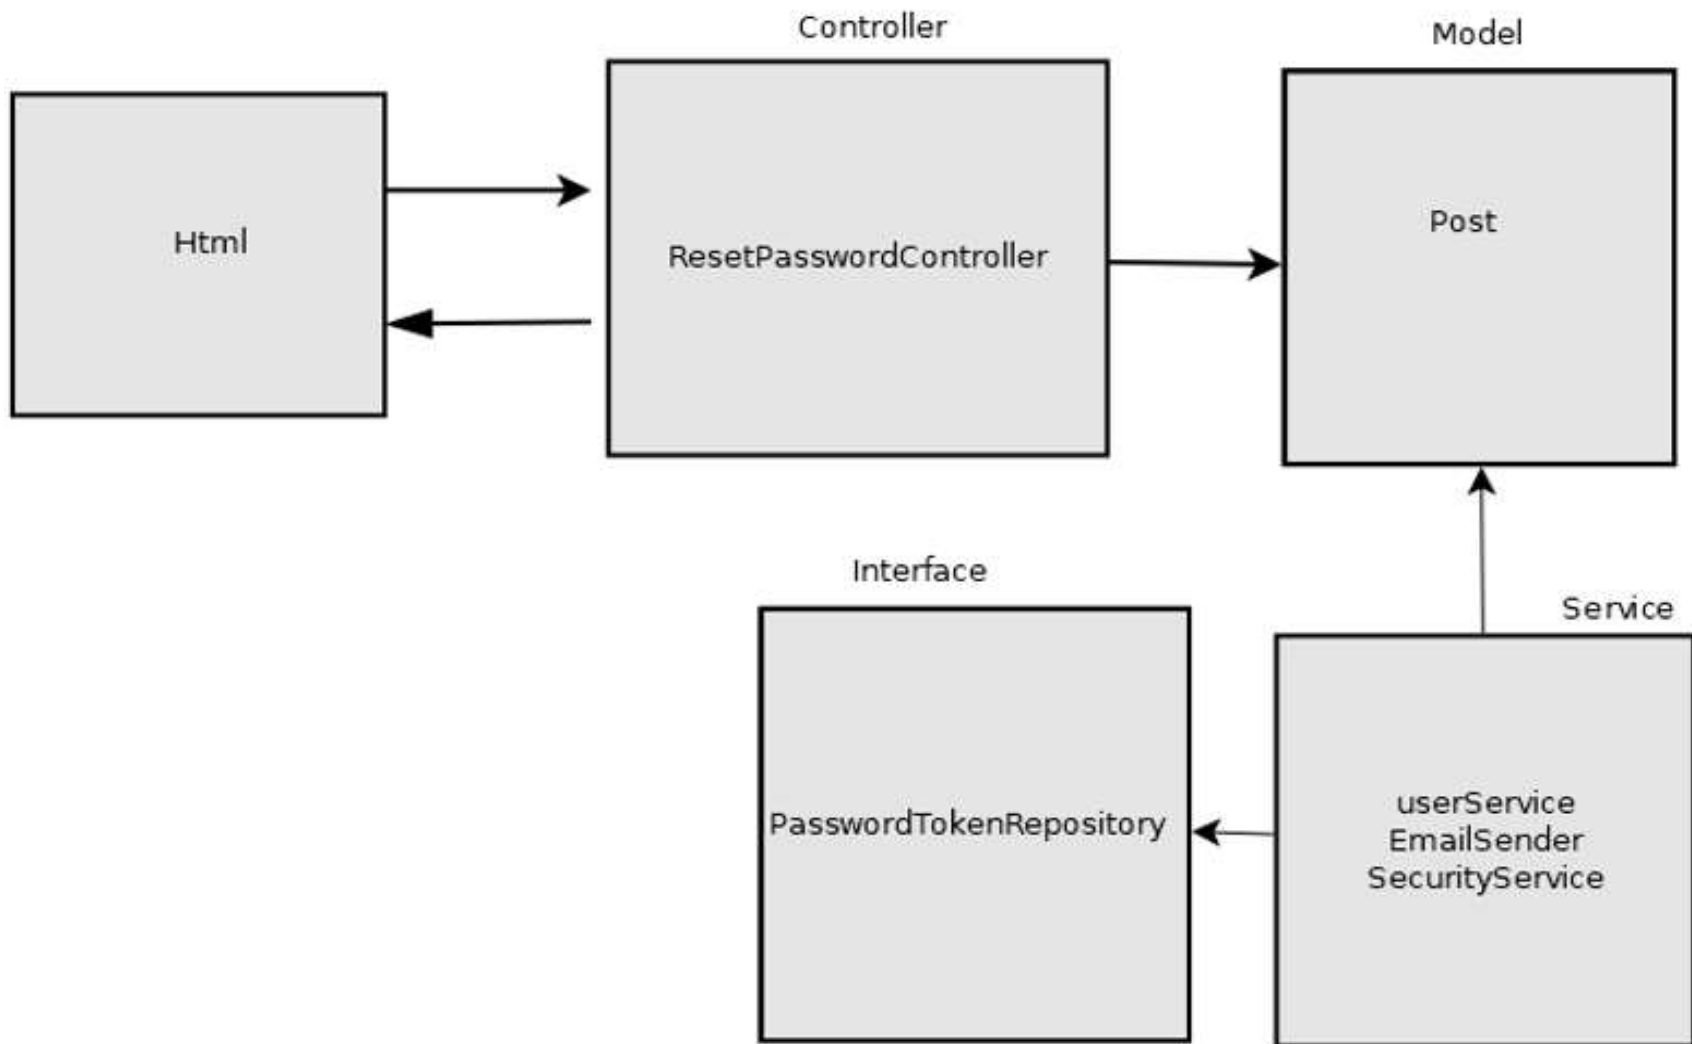 Controller
Model
Html
ResetPasswordController
Post
Interface
Service
PasswordTokenRepository
userService
EmailSender
SecurityService